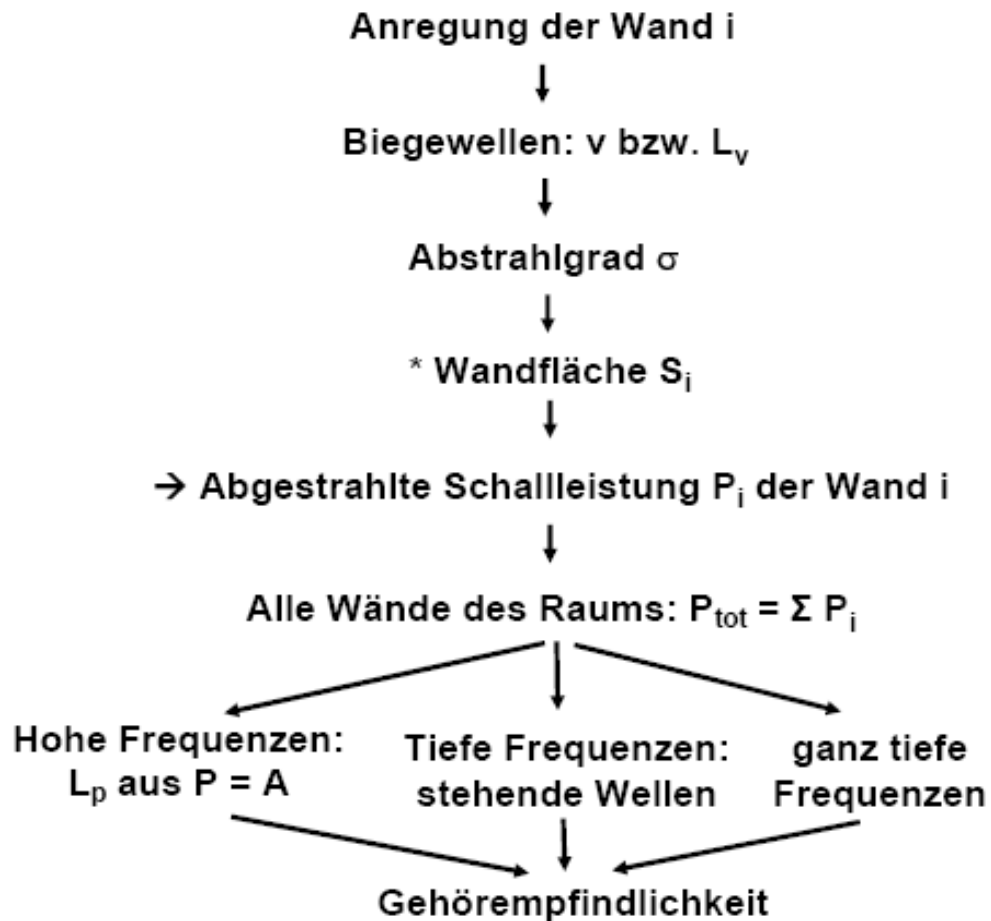 Anregung der Wand i
Biegewellen: v bzw. Lᵥ
Abstrahlgrad σ
* Wandfläche Sᵢ
→ Abgestrahlte Schallleistung Pᵢ der Wand i
Alle Wände des Raums: Pₜₒₜ = Σ Pᵢ
Hohe Frequenzen:
Lₚ aus P = A
Tiefe Frequenzen:
stehende Wellen
ganz tiefe
Frequenzen
Gehörempfindlichkeit